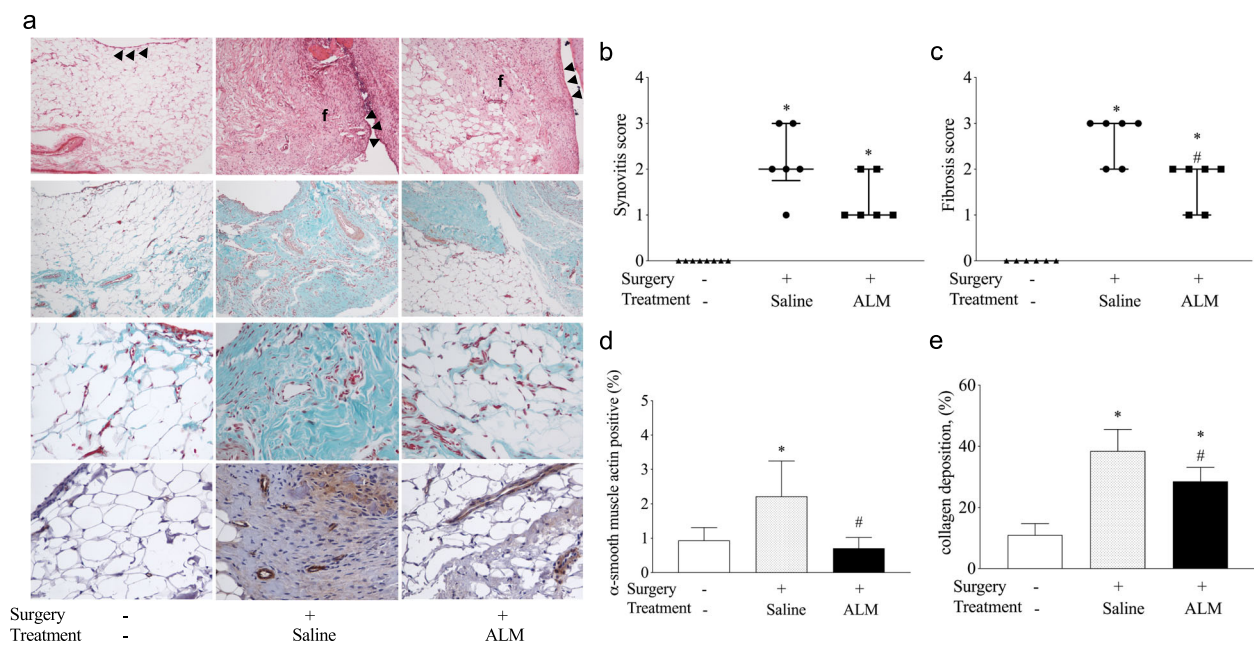 a
f
f
Surgery - + +
Treatment - Saline ALM
b
Synovitis score
4
3
2
1
0
*
*
Surgery - + +
Treatment - Saline ALM
c
Fibrosis score
4
3
2
1
0
*
*
#
Surgery - + +
Treatment - Saline ALM
d
α-smooth muscle actin positive (%)
5
4
3
2
1
0
*
#
Surgery - + +
Treatment - Saline ALM
e
collagen deposition, (%)
60
40
20
0
*
*
#
Surgery - + +
Treatment - Saline ALM